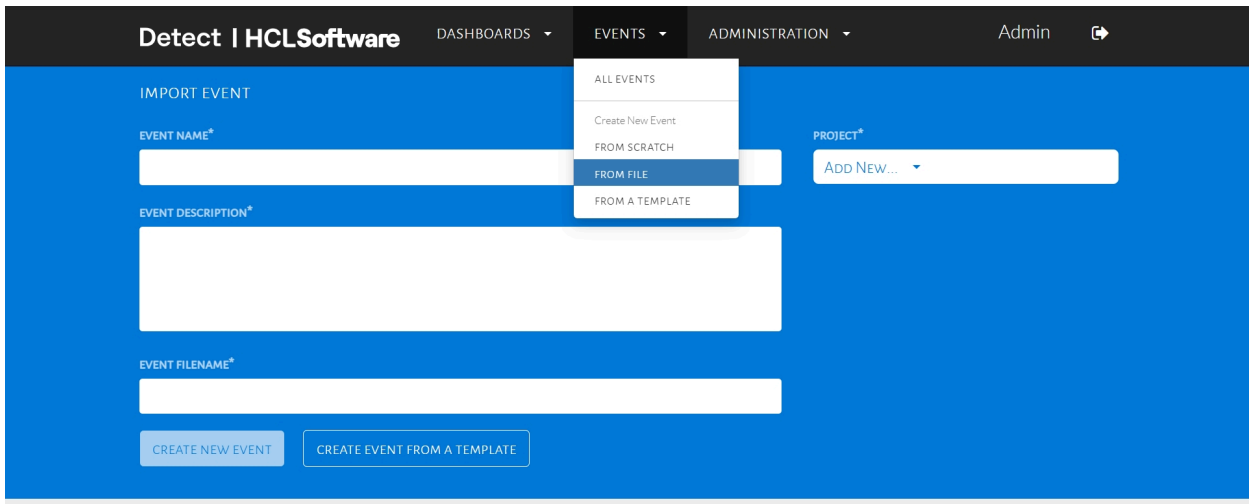 Detect | HCLSoftware DASHBOARDS EVENTS ADMINISTRATION Admin
ALL EVENTS
Create New Event
FROM SCRATCH
FROM FILE
FROM A TEMPLATE
IMPORT EVENT
EVENT NAME*
PROJECT*
ADD NEW...
EVENT DESCRIPTION*
EVENT FILENAME*
CREATE NEW EVENT CREATE EVENT FROM A TEMPLATE